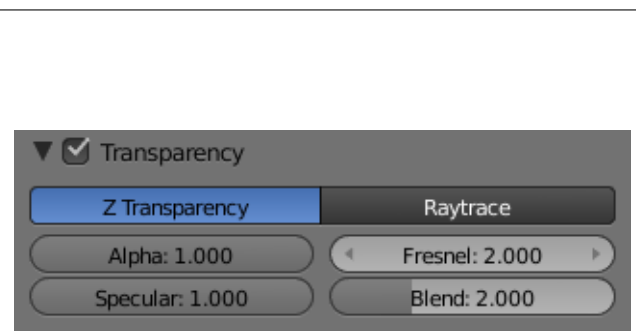 Transparency
Z Transparency Raytrace
Alpha: 1.000 Fresnel: 2.000
Specular: 1.000 Blend: 2.000